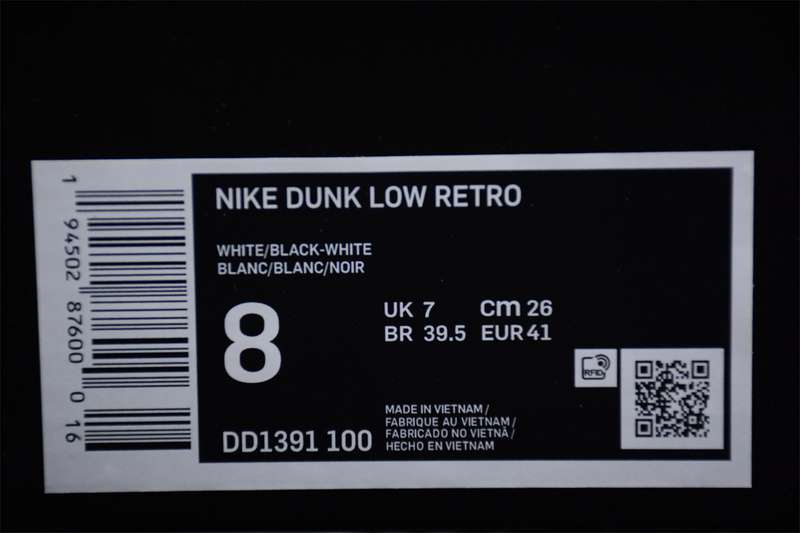 NIKE DUNK LOW RETRO
WHITE/BLACK-WHITE
BLANC/BLANC/NOIR
8
UK 7 cm 26
BR 39.5 EUR 41
RFID
DD1391 100
MADE IN VIETNAM /
FABRIQUE AU VIETNAM /
FABRICADO NO VIETNÃ /
HECHO EN VIETNAM
1 94502 87600 0 16